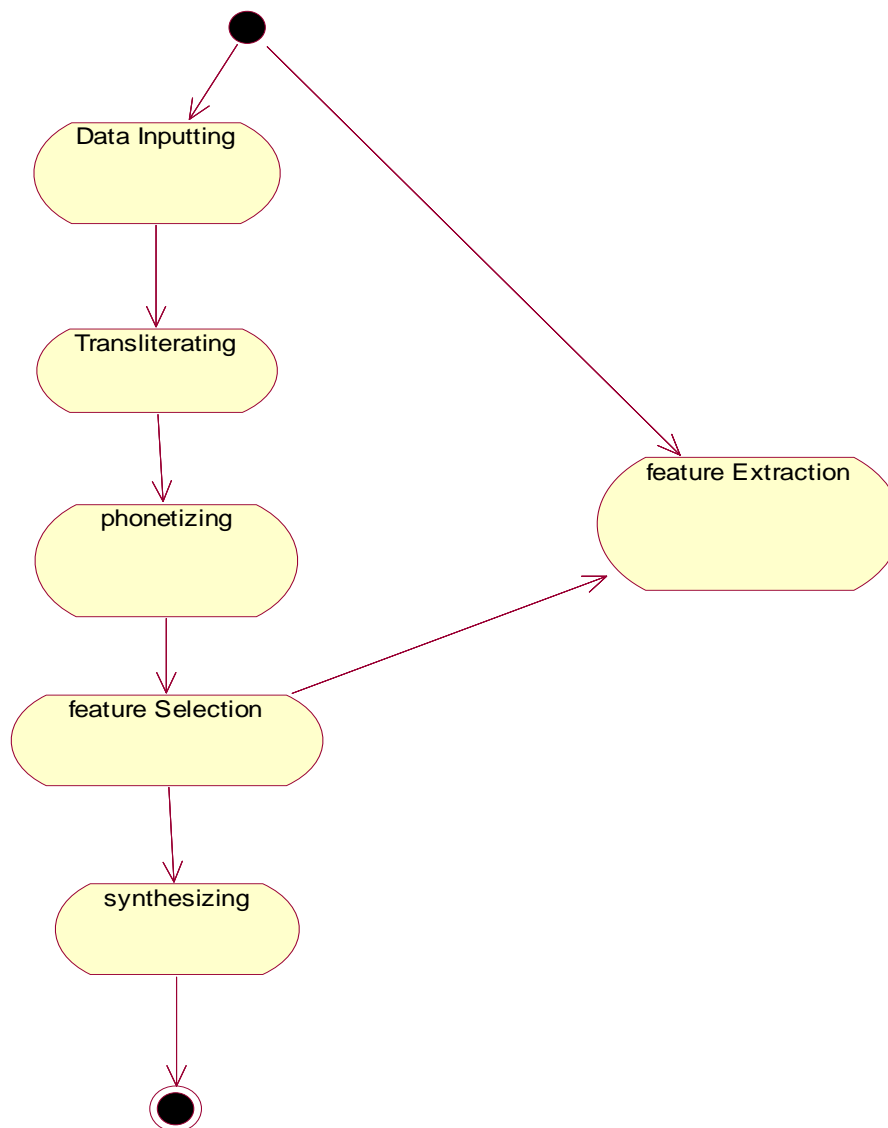 Data Inputting
Transliterating
feature Extraction
phonetizing
feature Selection
synthesizing